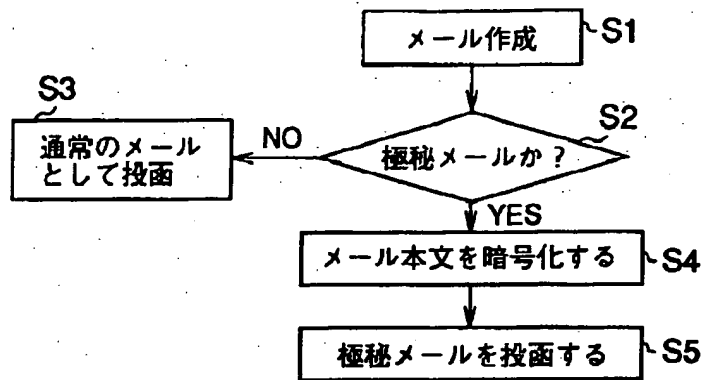 メール作成
S1
S3
S2
通常のメール
として投函
NO
極秘メールか?
YES
メール本文を暗号化する
S4
極秘メールを投函する
S5